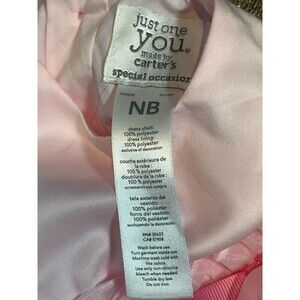 just one
you.
made by
carter's
special occasion
NB
dress shell:
100% polyester
dress lining:
100% polyester
exclusive of decoration
couche extérieure de
la robe:
100% polyester
doublure de la robe:
100% polyester
ornements non compris
tela exterior del
vestido:
100% poliéster
forro del vestido:
100% poliéster
excluyendo la decoración
Wash before use.
Turn garment inside out.
Machine wash cold with
like colors.
Use only non-chlorine
bleach when needed.
Tumble dry low.
Do not iron.